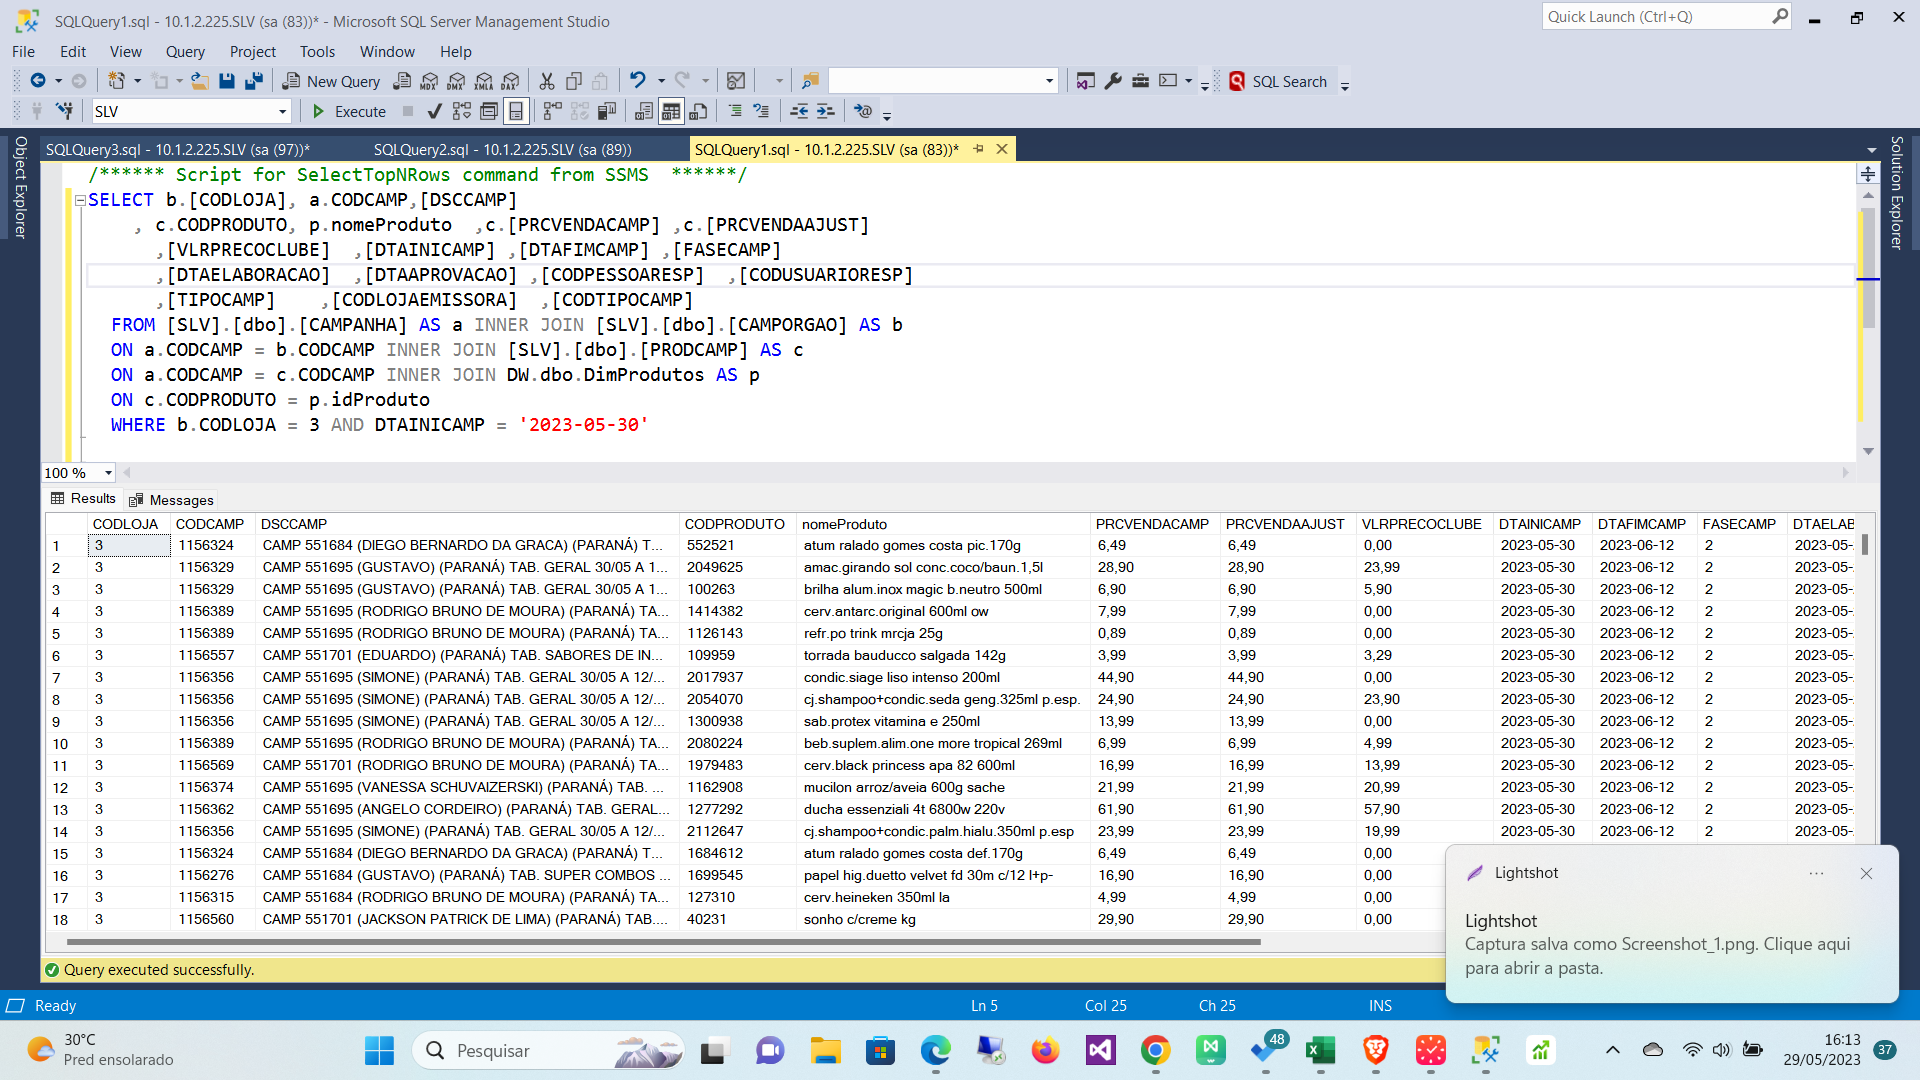 SQLQuery1.sql - 10.1.2.225.SLV (sa (83))* - Microsoft SQL Server Management Studio
Quick Launch (Ctrl+Q)
File Edit View Query Project Tools Window Help
New Query MDX DMX XMLA DAX SQL Search
SLV Execute
Object Explorer
Solution Explorer
SQLQuery3.sql - 10.1.2.225.SLV (sa (97))* SQLQuery2.sql - 10.1.2.225.SLV (sa (89)) SQLQuery1.sql - 10.1.2.225.SLV (sa (83))*
/****** Script for SelectTopNRows command from SSMS ******/
SELECT b.[CODLOJA], a.CODCAMP,[DSCCAMP]
, c.CODPRODUTO, p.nomeProduto ,c.[PRCVENDACAMP] ,c.[PRCVENDAAJUST]
,[VLRPRECOCLUBE] ,[DTAINICAMP] ,[DTAFIMCAMP] ,[FASECAMP]
,[DTAELABORACAO] ,[DTAAPROVACAO] ,[CODPESSOARESP] ,[CODUSUARIORESP]
,[TIPOCAMP] ,[CODLOJAEMISSORA] ,[CODTIPOCAMP]
FROM [SLV].[dbo].[CAMPANHA] AS a INNER JOIN [SLV].[dbo].[CAMPORGAO] AS b
ON a.CODCAMP = b.CODCAMP INNER JOIN [SLV].[dbo].[PRODCAMP] AS c
ON a.CODCAMP = c.CODCAMP INNER JOIN DW.dbo.DimProdutos AS p
ON c.CODPRODUTO = p.idProduto
WHERE b.CODLOJA = 3 AND DTAINICAMP = '2023-05-30'
100 %
Results Messages
CODLOJA CODCAMP DSCCAMP CODPRODUTO nomeProduto PRCVENDACAMP PRCVENDAAJUST VLRPRECOCLUBE DTAINICAMP DTAFIMCAMP FASECAMP DTAELAB
1 3 1156324 CAMP 551684 (DIEGO BERNARDO DA GRACA) (PARANÁ) T... 552521 atum ralado gomes costa pic.170g 6,49 6,49 0,00 2023-05-30 2023-06-12 2 2023-05-
2 3 1156329 CAMP 551695 (GUSTAVO) (PARANÁ) TAB. GERAL 30/05 A 1... 2049625 amac.girando sol conc.coco/baun.1,5l 28,90 28,90 23,99 2023-05-30 2023-06-12 2 2023-05-
3 3 1156329 CAMP 551695 (GUSTAVO) (PARANÁ) TAB. GERAL 30/05 A 1... 100263 brilha alum.inox magic b.neutro 500ml 6,90 6,90 5,90 2023-05-30 2023-06-12 2 2023-05-
4 3 1156389 CAMP 551695 (RODRIGO BRUNO DE MOURA) (PARANÁ) TA... 1414382 cerv.antarc.original 600ml ow 7,99 7,99 0,00 2023-05-30 2023-06-12 2 2023-05-
5 3 1156389 CAMP 551695 (RODRIGO BRUNO DE MOURA) (PARANÁ) TA... 1126143 refr.po trink mrcja 25g 0,89 0,89 0,00 2023-05-30 2023-06-12 2 2023-05-
6 3 1156557 CAMP 551701 (EDUARDO) (PARANÁ) TAB. SABORES DE IN... 109959 torrada bauducco salgada 142g 3,99 3,99 3,29 2023-05-30 2023-06-12 2 2023-05-
7 3 1156356 CAMP 551695 (SIMONE) (PARANÁ) TAB. GERAL 30/05 A 12/... 2017937 condic.siage liso intenso 200ml 44,90 44,90 0,00 2023-05-30 2023-06-12 2 2023-05-
8 3 1156356 CAMP 551695 (SIMONE) (PARANÁ) TAB. GERAL 30/05 A 12/... 2054070 cj.shampoo+condic.seda geng.325ml p.esp. 24,90 24,90 23,90 2023-05-30 2023-06-12 2 2023-05-
9 3 1156356 CAMP 551695 (SIMONE) (PARANÁ) TAB. GERAL 30/05 A 12/... 1300938 sab.protex vitamina e 250ml 13,99 13,99 0,00 2023-05-30 2023-06-12 2 2023-05-
10 3 1156389 CAMP 551695 (RODRIGO BRUNO DE MOURA) (PARANÁ) TA... 2080224 beb.suplem.alim.one more tropical 269ml 6,99 6,99 4,99 2023-05-30 2023-06-12 2 2023-05-
11 3 1156569 CAMP 551701 (RODRIGO BRUNO DE MOURA) (PARANÁ) TA... 1979483 cerv.black princess apa 82 600ml 16,99 16,99 13,99 2023-05-30 2023-06-12 2 2023-05-
12 3 1156374 CAMP 551695 (VANESSA SCHUVAIZERSKI) (PARANÁ) TAB. ... 1162908 mucilon arroz/aveia 600g sache 21,99 21,99 20,99 2023-05-30 2023-06-12 2 2023-05-
13 3 1156362 CAMP 551695 (ANGELO CORDEIRO) (PARANÁ) TAB. GERAL... 1277292 ducha essenziali 4t 6800w 220v 61,90 61,90 57,90 2023-05-30 2023-06-12 2 2023-05-
14 3 1156356 CAMP 551695 (SIMONE) (PARANÁ) TAB. GERAL 30/05 A 12/... 2112647 cj.shampoo+condic.palm.hialu.350ml p.esp 23,99 23,99 19,99 2023-05-30 2023-06-12 2 2023-05-
15 3 1156324 CAMP 551684 (DIEGO BERNARDO DA GRACA) (PARANÁ) T... 1684612 atum ralado gomes costa def.170g 6,49 6,49 0,00
16 3 1156276 CAMP 551684 (GUSTAVO) (PARANÁ) TAB. SUPER COMBOS ... 1699545 papel hig.duetto velvet fd 30m c/12 l+p- 16,90 16,90 0,00
17 3 1156315 CAMP 551684 (RODRIGO BRUNO DE MOURA) (PARANÁ) TA... 127310 cerv.heineken 350ml la 4,99 4,99 0,00
18 3 1156560 CAMP 551701 (JACKSON PATRICK DE LIMA) (PARANÁ) TAB.... 40231 sonho c/creme kg 29,90 29,90 0,00
Lightshot
Lightshot
Captura salva como Screenshot_1.png. Clique aqui
para abrir a pasta.
Query executed successfully.
Ready Ln 5 Col 25 Ch 25 INS
30°C
Pred ensolarado
Pesquisar
48
16:13
29/05/2023
37